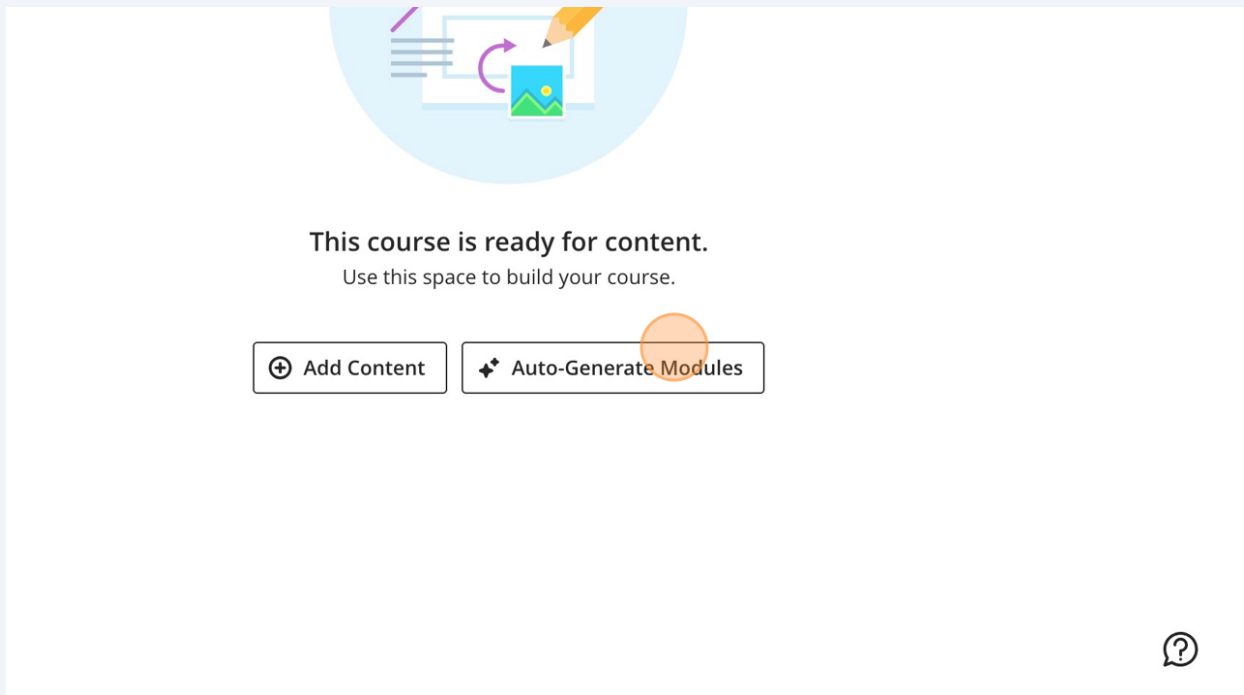 This course is ready for content.
Use this space to build your course.
Add Content
Auto-Generate Modules